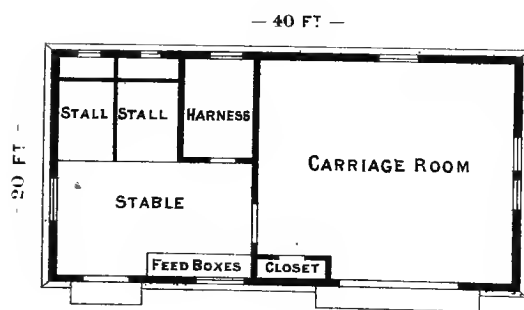 — 40 FT —
STALL STALL HARNESS
CARRIAGE ROOM
- 20 FT -
STABLE
FEED BOXES CLOSET